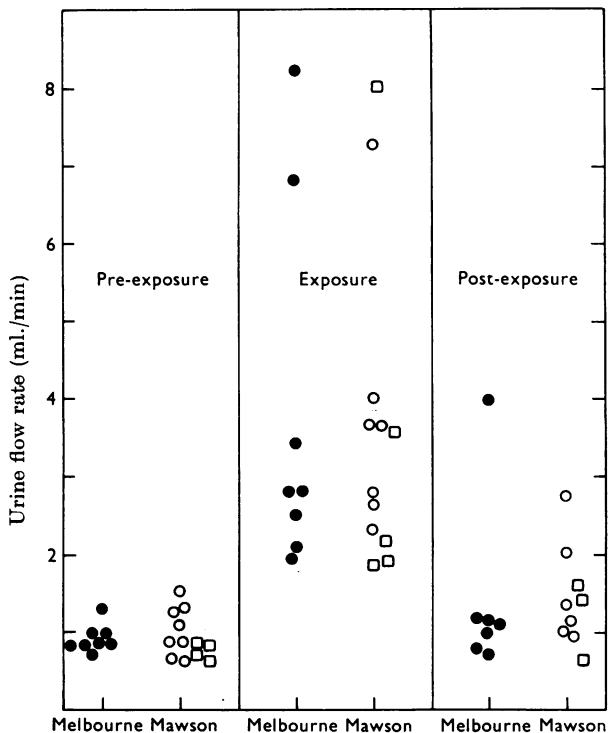 8
6
4
2
Urine flow rate (ml./min)
Pre-exposure
Exposure
Post-exposure
Melbourne Mawson
Melbourne Mawson
Melbourne Mawson